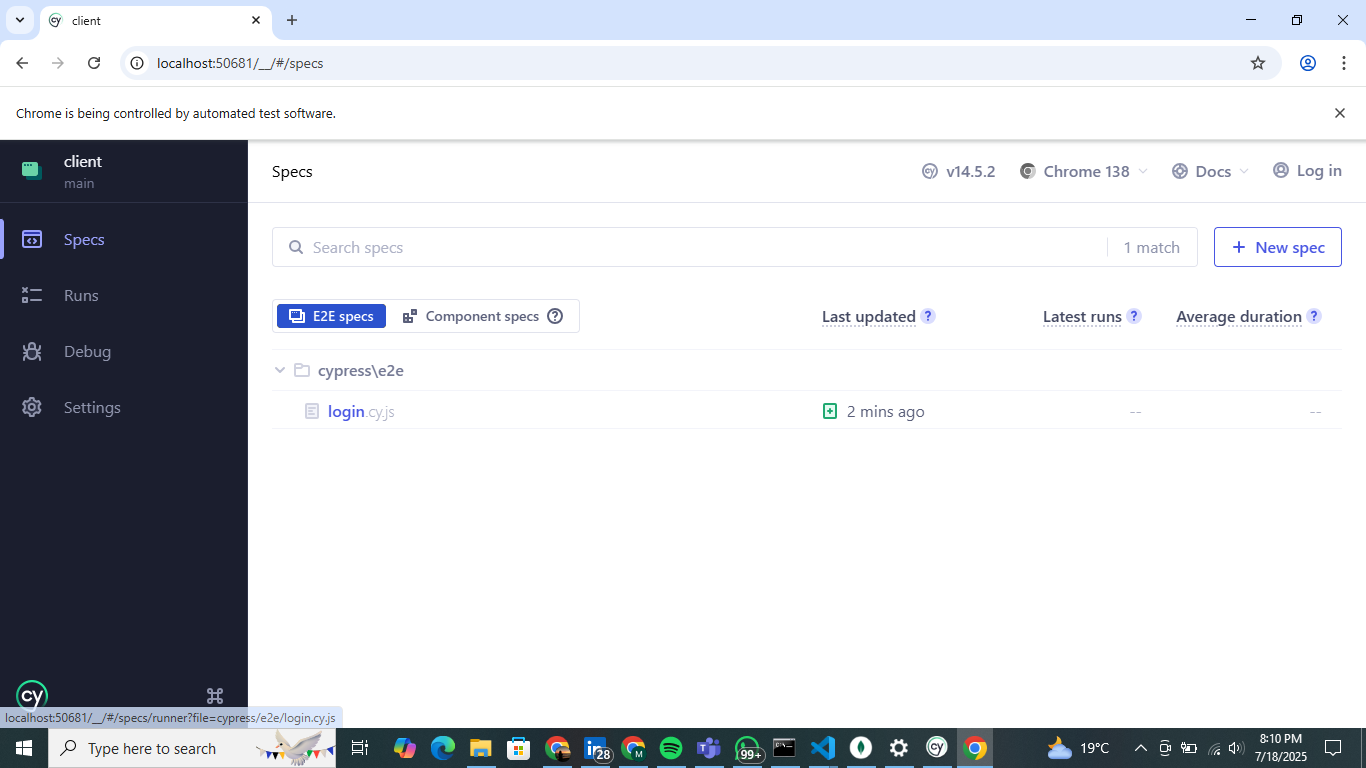 client
localhost:50681/__/#/specs
Chrome is being controlled by automated test software.
client
main
Specs
v14.5.2
Chrome 138
Docs
Log in
Specs
Runs
Debug
Settings
Search specs
1 match
New spec
E2E specs
Component specs
Last updated
Latest runs
Average duration
cypress\e2e
login.cy.js
2 mins ago
--
--
cy
localhost:50681/__/#/specs/runner?file=cypress/e2e/login.cy.js
Type here to search
28
M
99+
cy
19°C
8:10 PM
7/18/2025